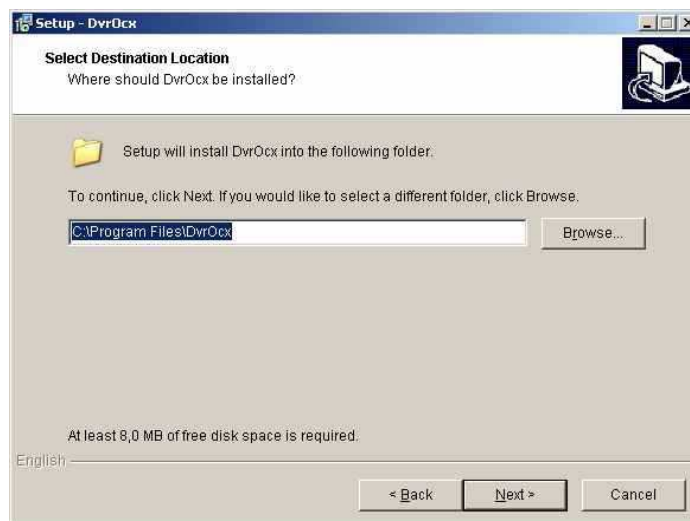 Setup - DvrOcx
Select Destination Location
Where should DvrOcx be installed?
Setup will install DvrOcx into the following folder.
To continue, click Next. If you would like to select a different folder, click Browse.
C:\Program Files\DvrOcx
Browse...
At least 8,0 MB of free disk space is required.
English
< Back
Next >
Cancel